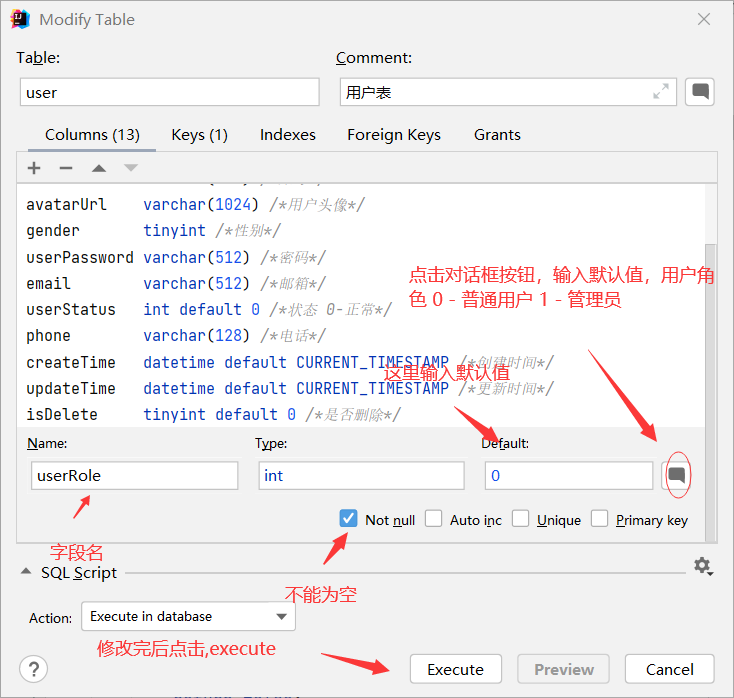 Modify Table
Table:
Comment:
user
用户表
Columns (13)
Keys (1)
Indexes
Foreign Keys
Grants
avatarUrl varchar(1024) /*用户头像*/
gender tinyint /*性别*/
userPassword varchar(512) /*密码*/
email varchar(512) /*邮箱*/
点击对话框按钮，输入默认值，用户角
色 0 - 普通用户 1 - 管理员
userStatus int default 0 /*状态 0-正常*/
phone varchar(128) /*电话*/
createTime datetime default CURRENT_TIMESTAMP /*创建时间*/
这里输入默认值
updateTime datetime default CURRENT_TIMESTAMP /*更新时间*/
isDelete tinyint default 0 /*是否删除*/
Name:
Type:
Default:
userRole
int
0
Not null
Auto inc
Unique
Primary key
字段名
SQL Script
不能为空
Action:
Execute in database
修改完后点击,execute
?
Execute
Preview
Cancel